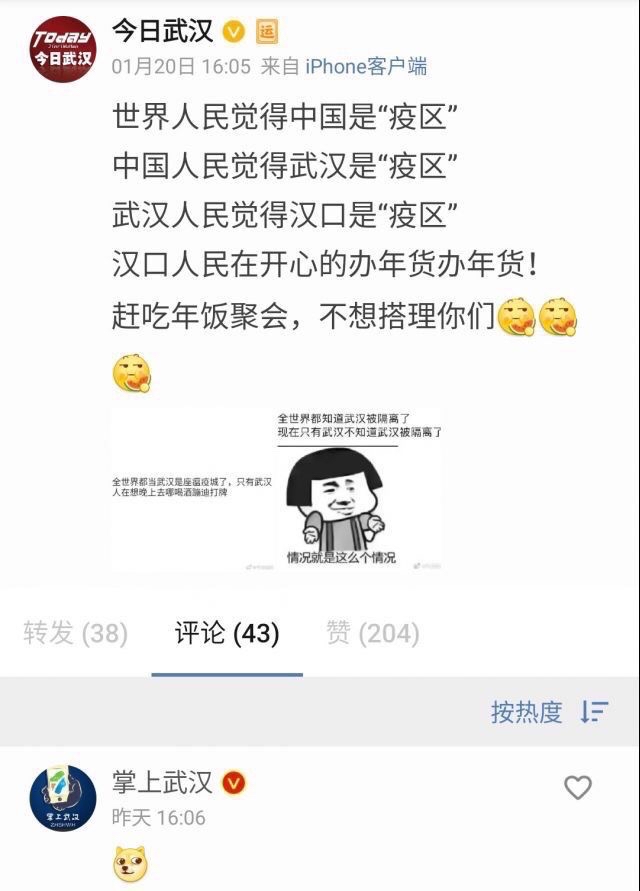 Today
今日武汉
今日武汉
运
01月20日 16:05 来自 iPhone客户端
世界人民觉得中国是“疫区”
中国人民觉得武汉是“疫区”
武汉人民觉得汉口是“疫区”
汉口人民在开心的办年货办年货！
赶吃年饭聚会，不想搭理你们
全世界都当武汉是座瘟疫城了，只有武汉
人在想晚上去哪喝酒蹦迪打牌
全世界都知道武汉被隔离了
现在只有武汉不知道武汉被隔离了
情况就是这么个情况
转发 (38)
评论 (43)
赞 (204)
按热度
掌上武汉
掌上武汉
ZHSHWH
昨天 16:06